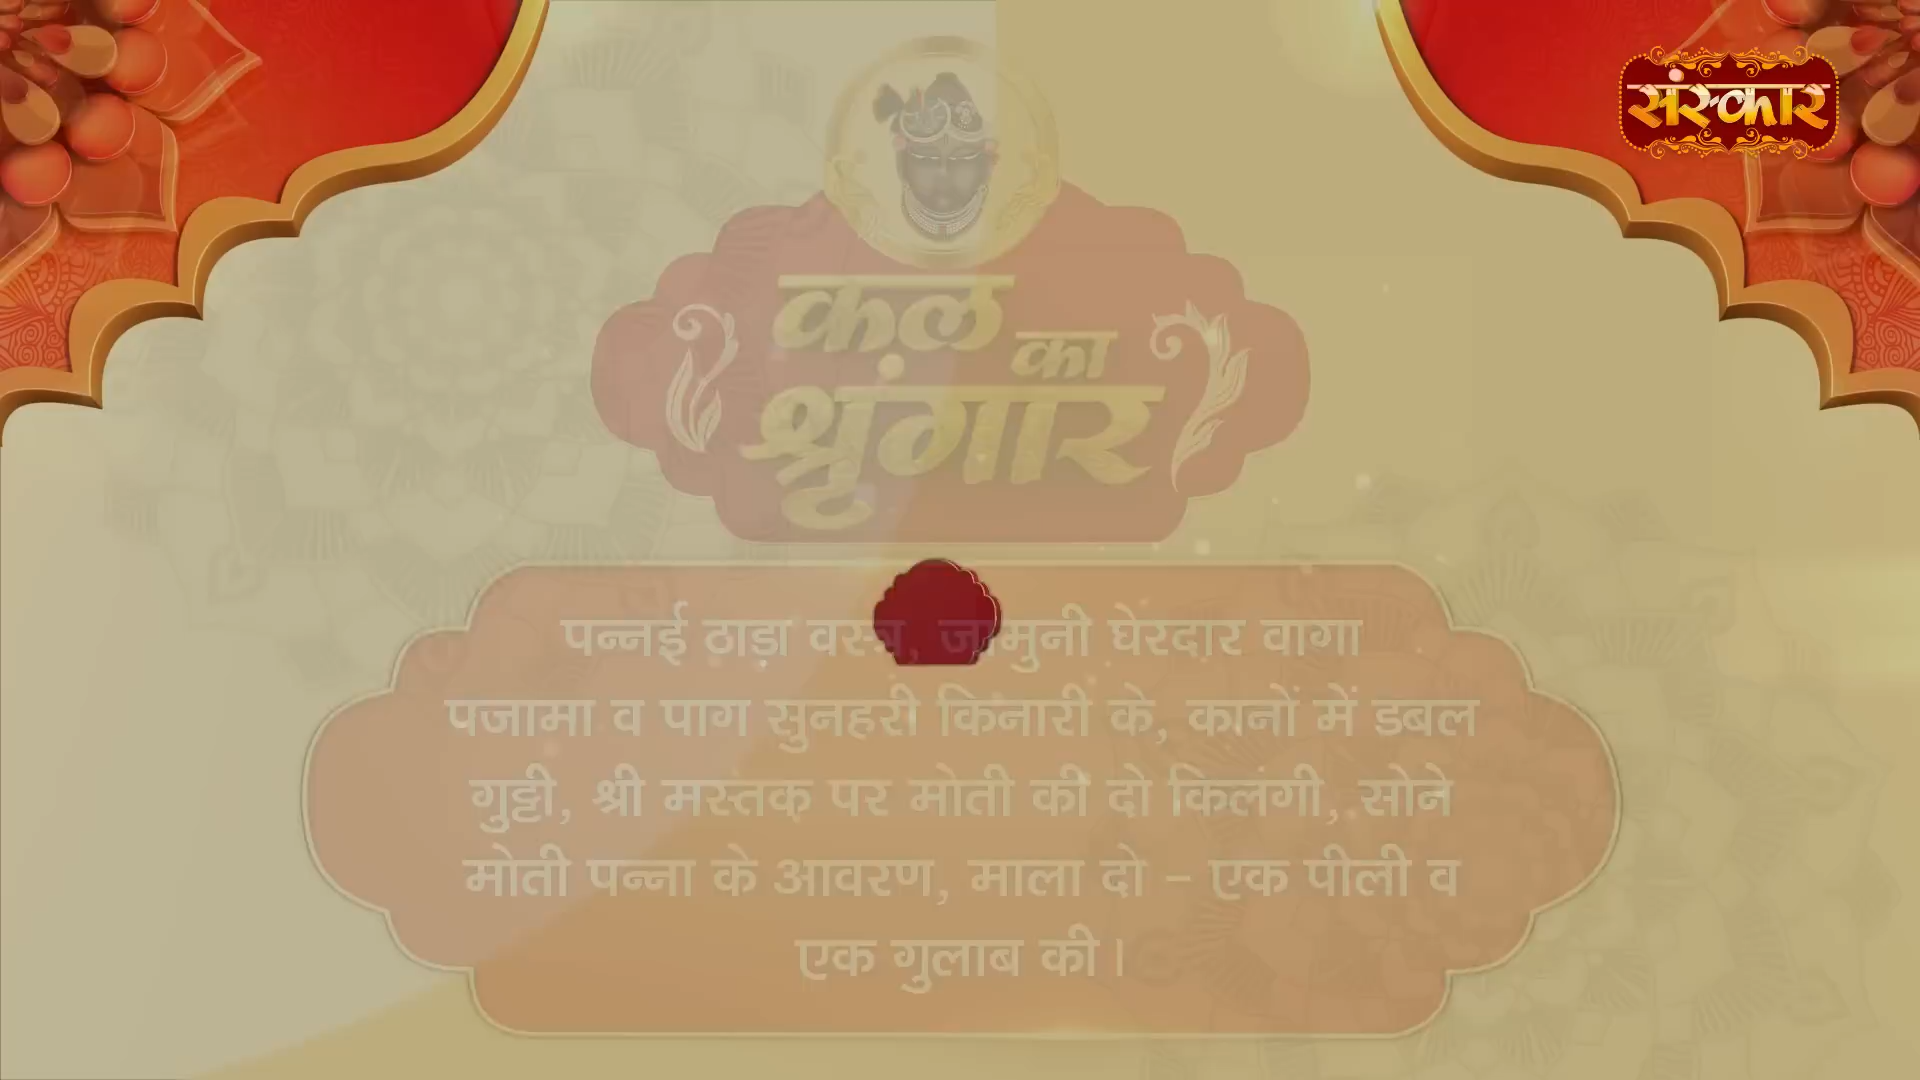 संस्कार
कल का
श्रृंगार
पन्नई ठाड़ा वस्त्र, जामुनी घेरदार वागा
पजामा व पाग सुनहरी किनारी के, कानों में डबल
गुट्टी, श्री मस्तक पर मोती की दो किलंगी, सोने
मोती पन्ना के आवरण, माला दो – एक पीली व
एक गुलाब की।